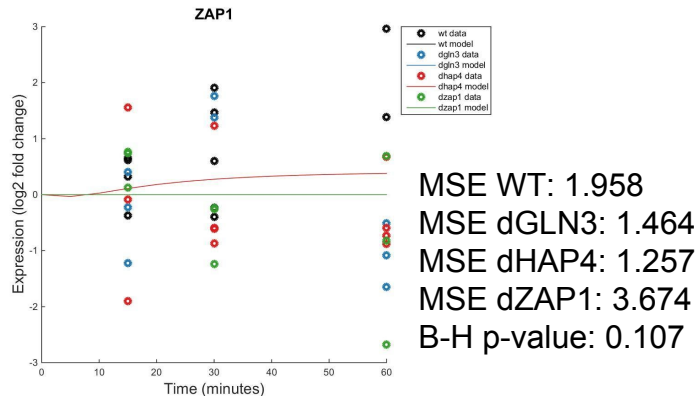 ZAP1
Expression (log2 fold change)
3
2
1
0
-1
-2
-3
0
10
20
30
40
50
60
Time (minutes)
wt data
wt model
dgln3 data
dgln3 model
dhap4 data
dhap4 model
dzap1 data
dzap1 model
MSE WT: 1.958
MSE dGLN3: 1.464
MSE dHAP4: 1.257
MSE dZAP1: 3.674
B-H p-value: 0.107